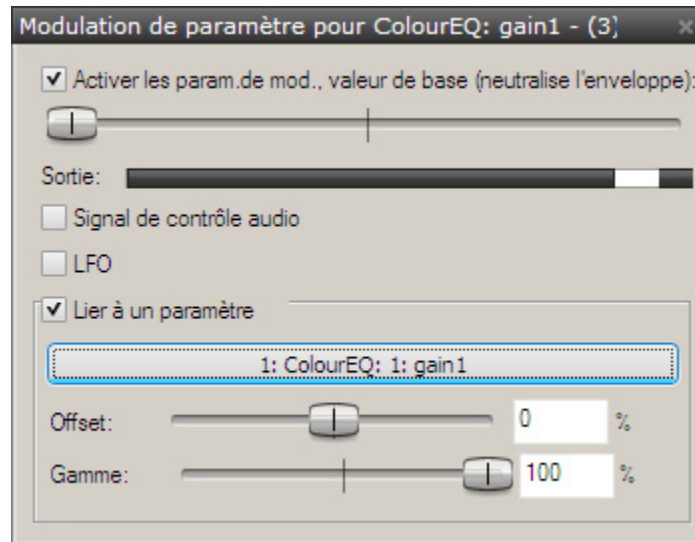 Modulation de paramètre pour ColourEQ: gain1 - (3)
Activer les param.de mod., valeur de base (neutralise l'enveloppe):
Sortie:
Signal de contrôle audio
LFO
Lier à un paramètre
1: ColourEQ: 1: gain1
Offset: 0 %
Gamme: 100 %